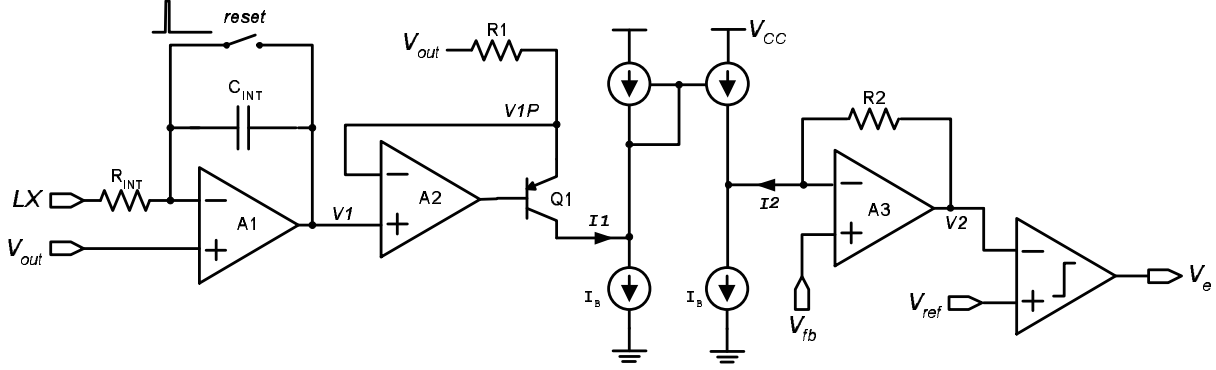 reset
R1
V_out
V_CC
C_INT
V1P
R2
R_INT
LX
A1
V1
A2
Q1
I1
I2
A3
V2
V_out
I_B
I_B
V_fb
V_ref
V_e